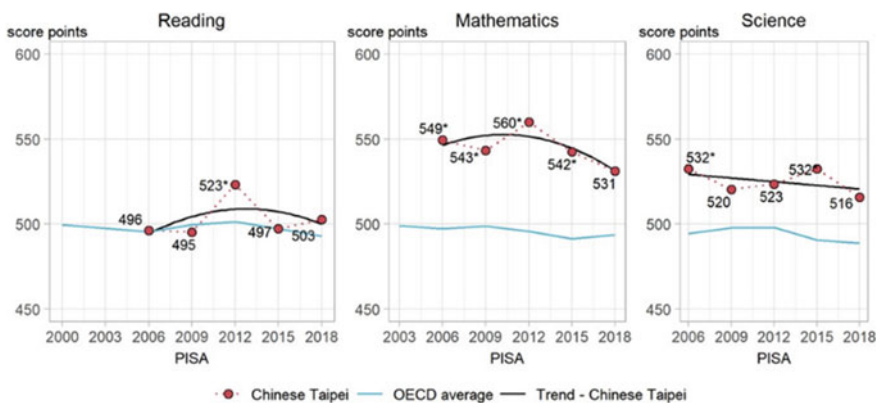 Reading
score points
600
550
500
450
496
495
523*
497
503
2000 2003 2006 2009 2012 2015 2018
PISA
Mathematics
score points
600
550
500
450
549*
543*
560*
542*
531
2003 2006 2009 2012 2015 2018
PISA
Science
score points
600
550
500
450
532*
520
523
532*
516
2006 2009 2012 2015 2018
PISA
Chinese Taipei OECD average Trend - Chinese Taipei